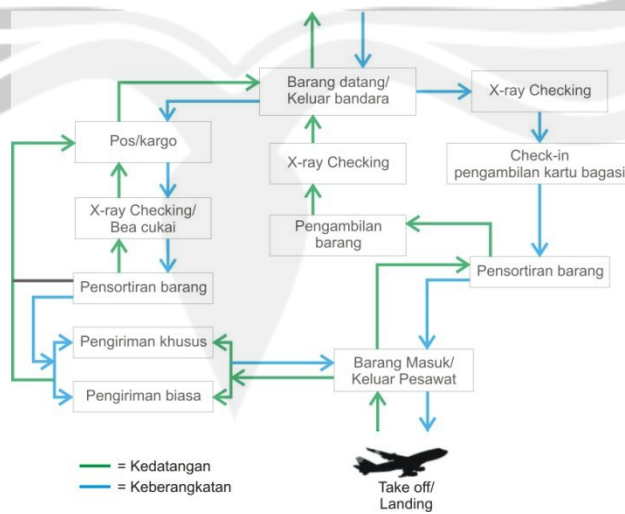 Barang datang/
Keluar bandara
X-ray Checking
Pos/kargo
X-ray Checking
Check-in
pengambilan kartu bagasi
X-ray Checking/
Bea cukai
Pengambilan
barang
Pensortiran barang
Pensortiran barang
Pengiriman khusus
Barang Masuk/
Keluar Pesawat
Pengiriman biasa
= Kedatangan
= Keberangkatan
Take off/
Landing